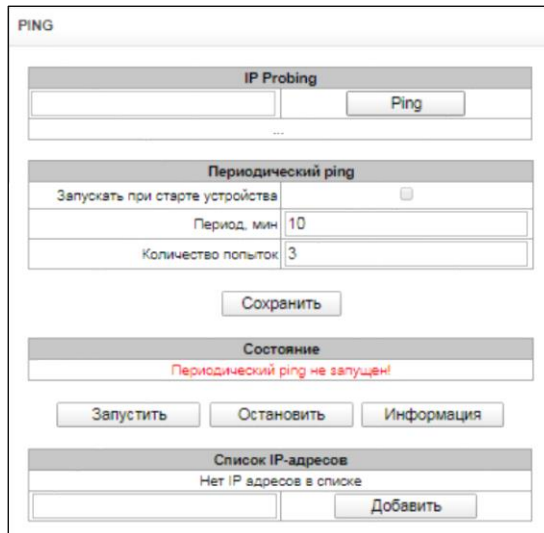 PING
IP Probing
Ping
...
Периодический ping
Запускать при старте устройства
Период, мин 10
Количество попыток 3
Сохранить
Состояние
Периодический ping не запущен!
Запустить Остановить Информация
Список IP-адресов
Нет IP адресов в списке
Добавить